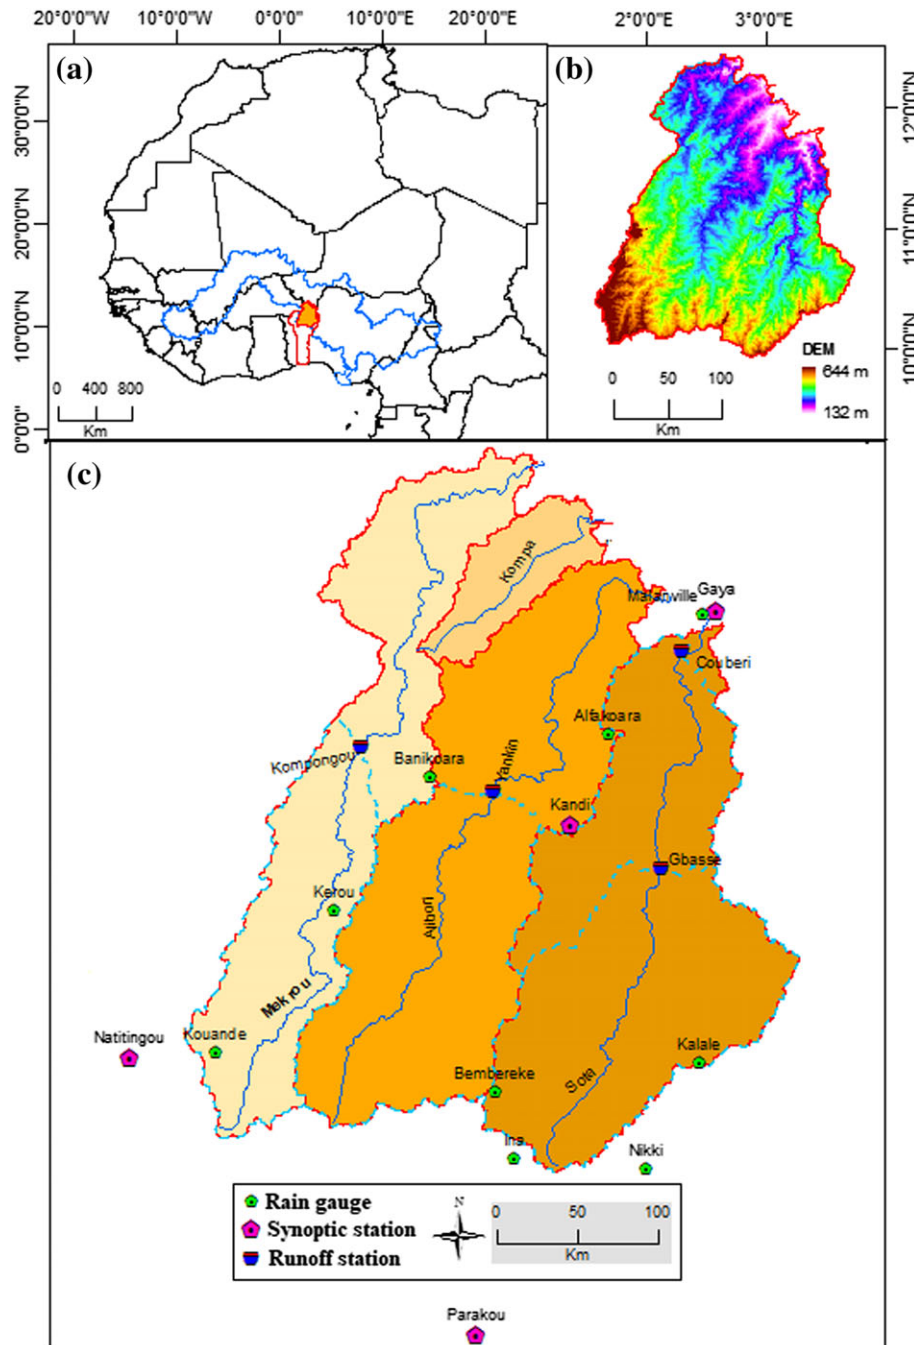 20°0'0"W 10°0'0"W 0°0'0" 10°0'0"E 20°0'0"E
2°0'0"E 3°0'0"E
(a)
30°0'0"N
20°0'0"N
10°0'0"N
0°0'0"
0 400 800
Km
(b)
12°0'0"N
11°0'0"N
10°0'0"N
DEM
644 m
132 m
0 50 100
Km
(c)
Kompa
Malanville
Gaya
Couberi
Alfakoara
Kompongou
Banikoara
Yankin
Kandi
Gbasse
Kerou
Alibori
Mekrou
Natitingou
Kouande
Bembereke
Sota
Kalale
Ina
Nikki
Rain gauge
Synoptic station
Runoff station
N
0 50 100
Km
Parakou